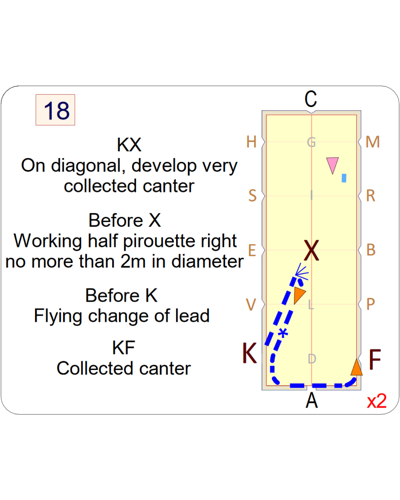 18
KX
On diagonal, develop very
collected canter
Before X
Working half pirouette right
no more than 2m in diameter
Before K
Flying change of lead
KF
Collected canter
C
H G M
S I R
E X B
V L P
K D F
A
x2